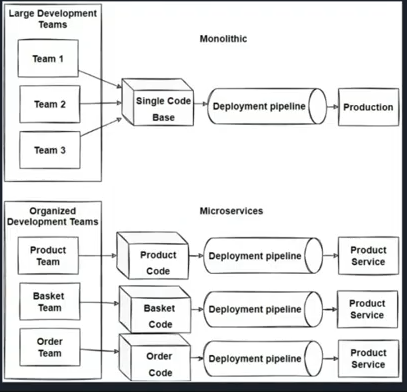 Large Development
Teams
Monolithic
Team 1
Team 2
Team 3
Single Code
Base
Deployment pipeline
Production
Organized
Development Teams
Microservices
Product
Team
Product
Code
Deployment pipeline
Product
Service
Basket
Team
Basket
Code
Deployment pipeline
Product
Service
Order
Team
Order
Code
Deployment pipeline
Product
Service